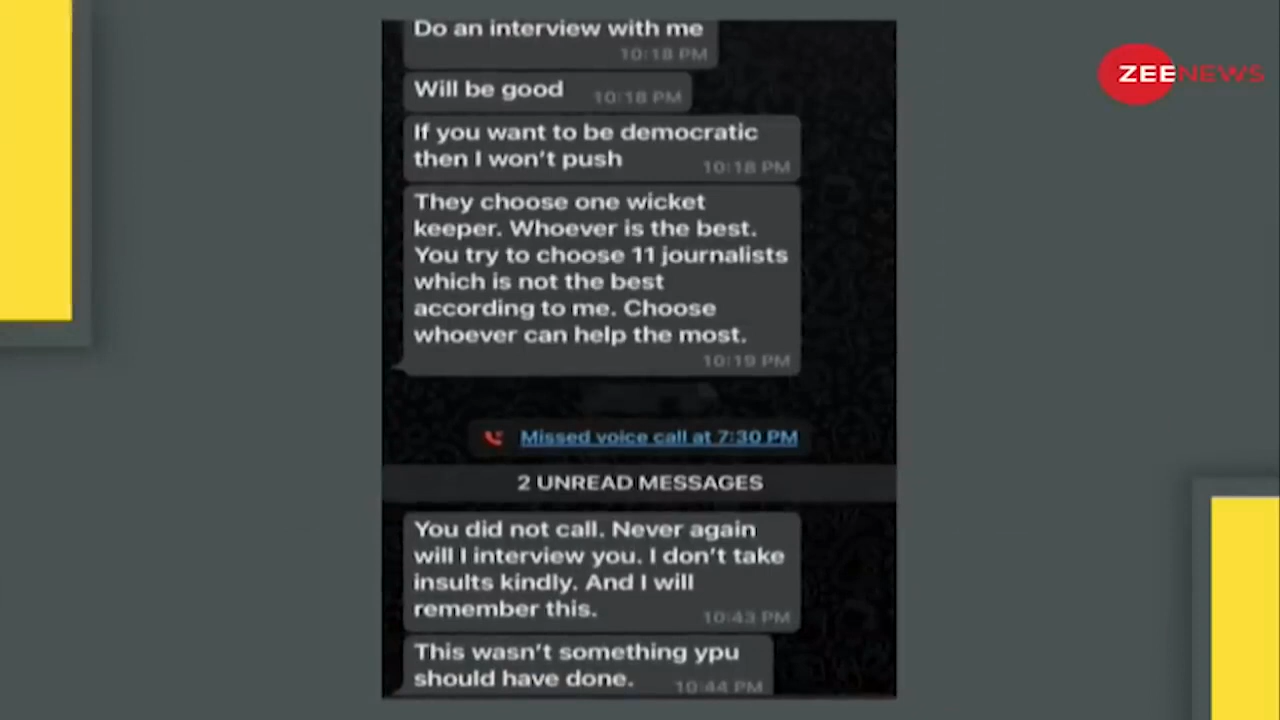 Do an interview with me
10:18 PM
ZEENEWS
Will be good 10:18 PM
If you want to be democratic
then I won't push 10:18 PM
They choose one wicket
keeper. Whoever is the best.
You try to choose 11 journalists
which is not the best
according to me. Choose
whoever can help the most.
10:19 PM
Missed voice call at 7:30 PM
2 UNREAD MESSAGES
You did not call. Never again
will I interview you. I don't take
insults kindly. And I will
remember this. 10:43 PM
This wasn't something ypu
should have done. 10:44 PM